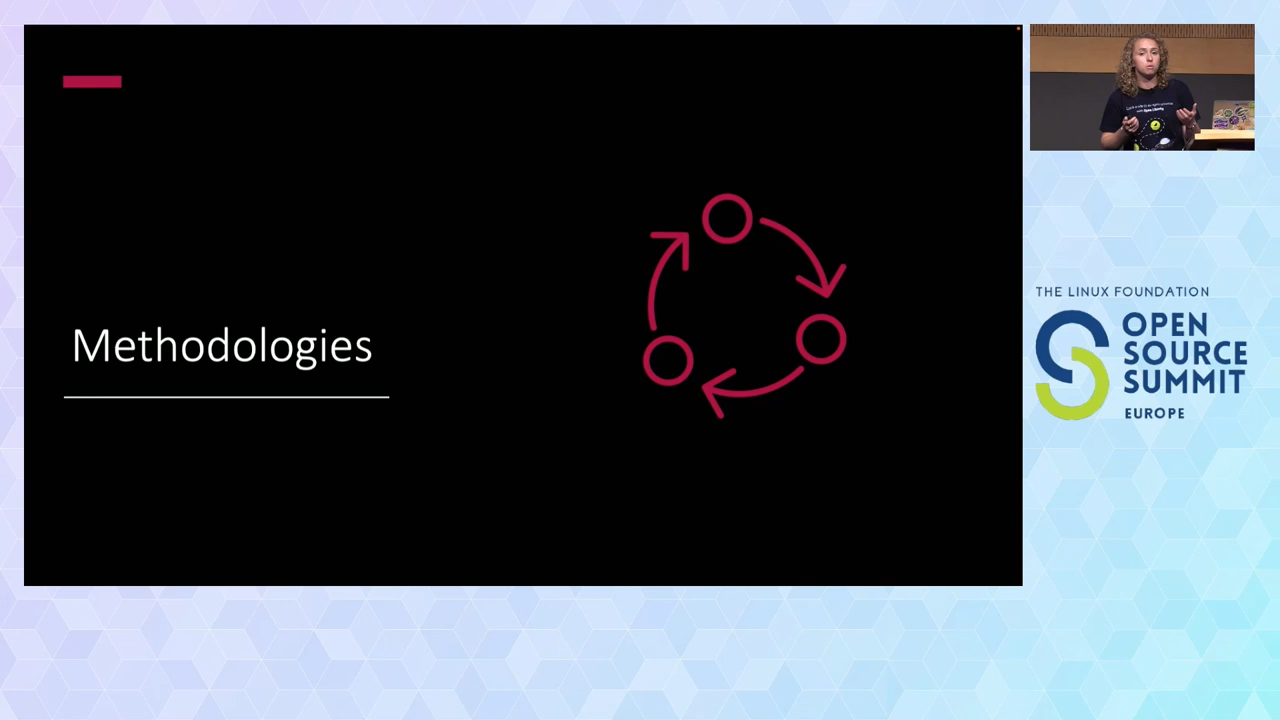 Methodologies
THE LINUX FOUNDATION
OPEN
SOURCE
SUMMIT
EUROPE